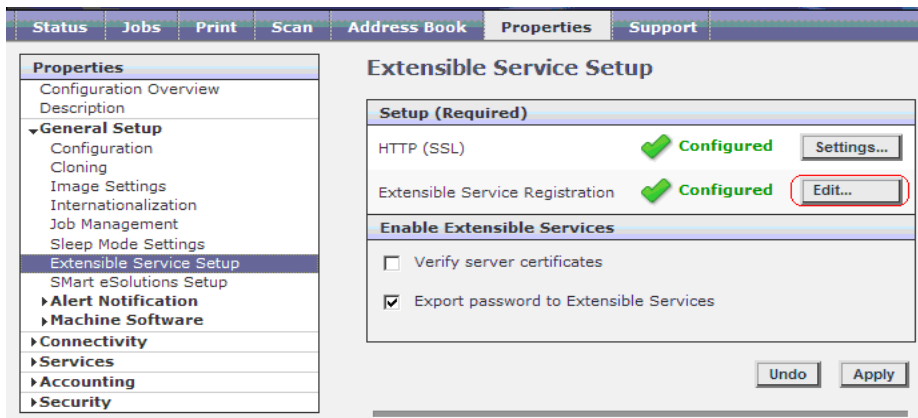 Status Jobs Print Scan Address Book Properties Support
Properties
Configuration Overview
Description
General Setup
Configuration
Cloning
Image Settings
Internationalization
Job Management
Sleep Mode Settings
Extensible Service Setup
SMart eSolutions Setup
Alert Notification
Machine Software
Connectivity
Services
Accounting
Security
Extensible Service Setup
Setup (Required)
HTTP (SSL) Configured Settings...
Extensible Service Registration Configured Edit...
Enable Extensible Services
Verify server certificates
Export password to Extensible Services
Undo Apply